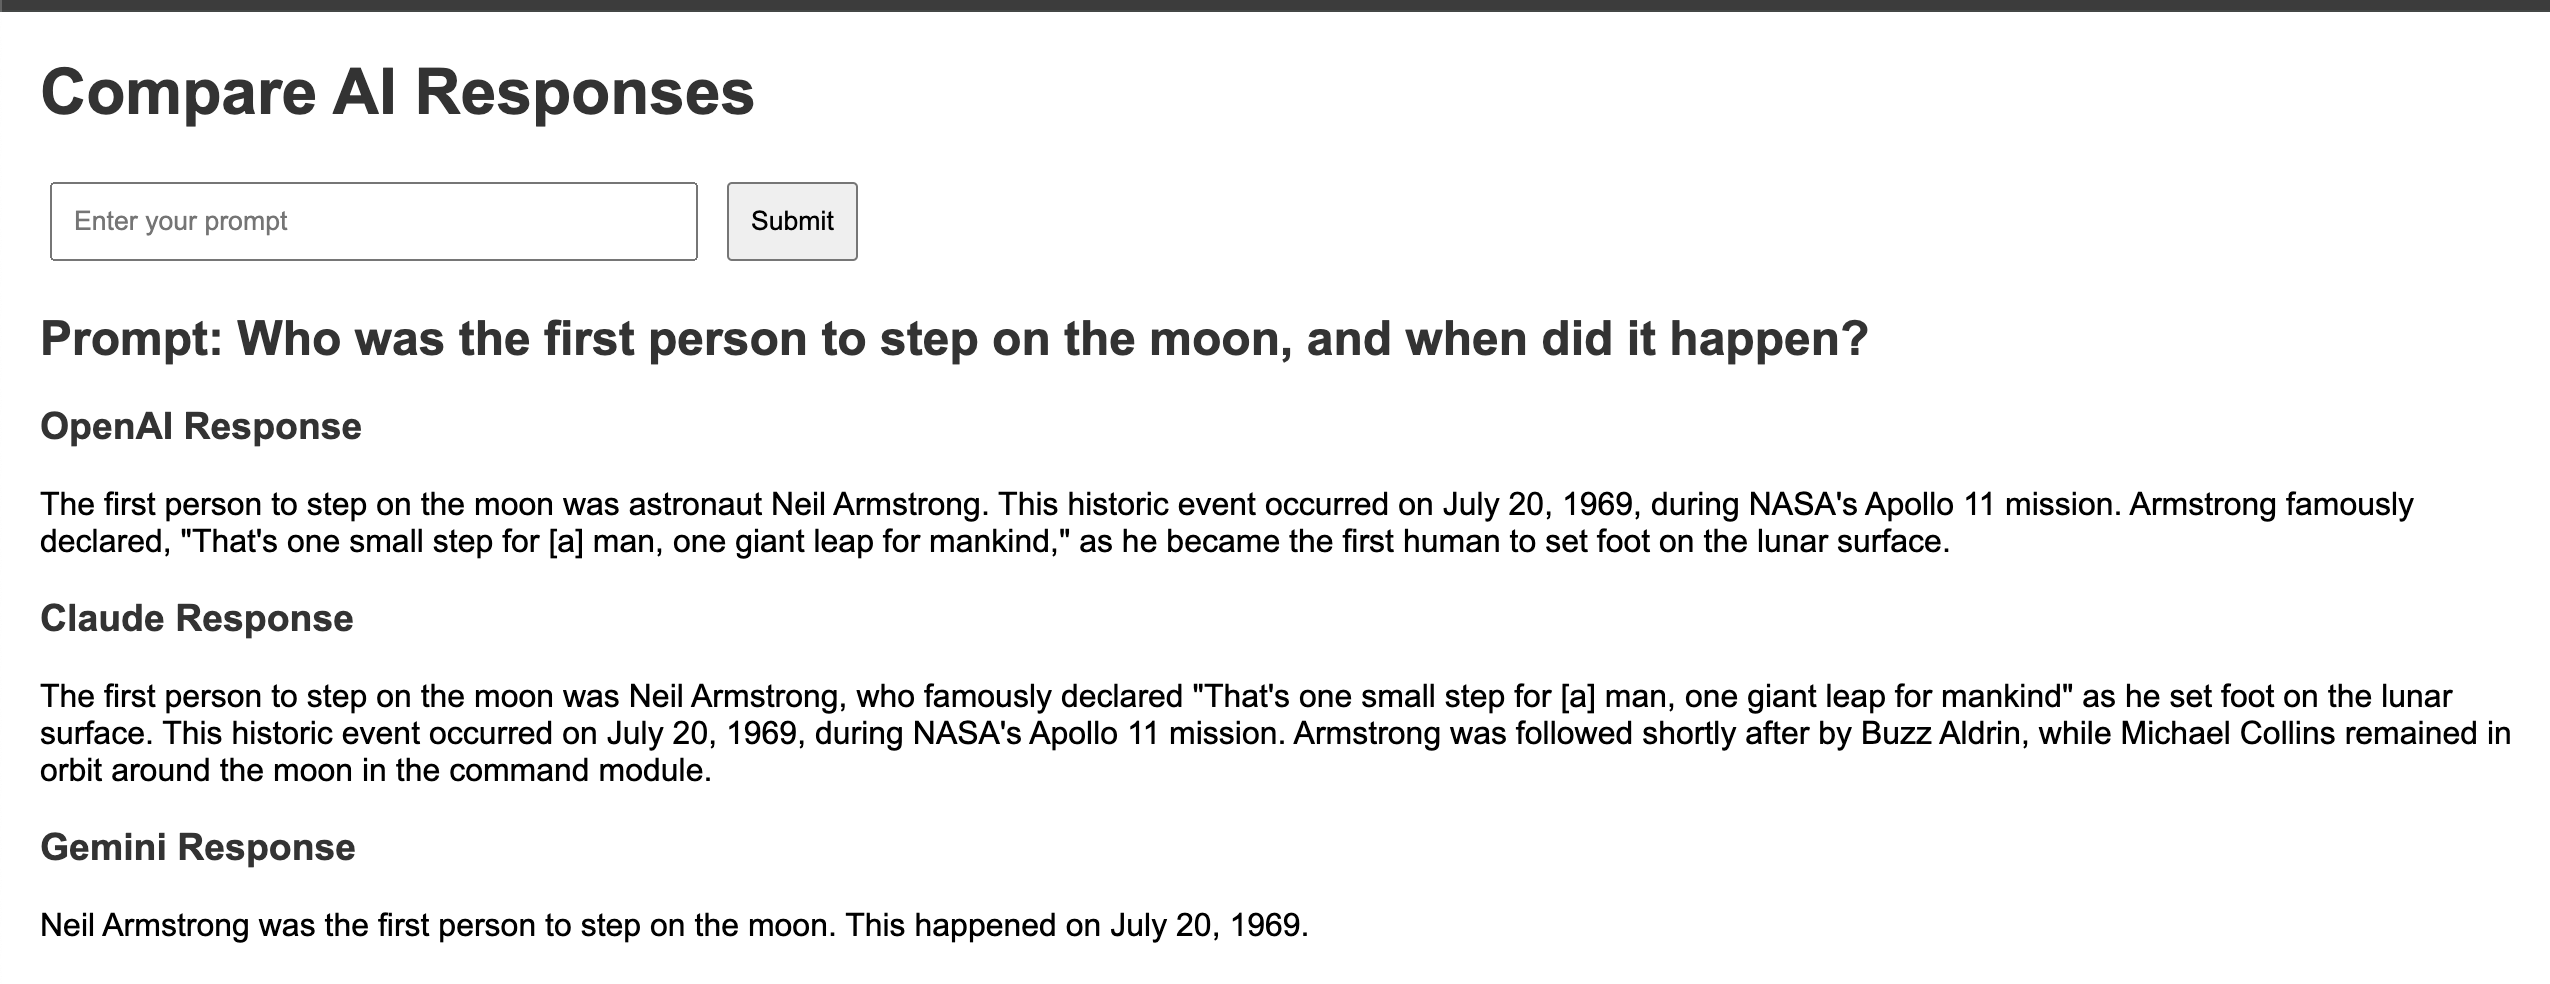 Compare AI Responses
Enter your prompt
Submit
Prompt: Who was the first person to step on the moon, and when did it happen?
OpenAI Response
The first person to step on the moon was astronaut Neil Armstrong. This historic event occurred on July 20, 1969, during NASA's Apollo 11 mission. Armstrong famously
declared, "That's one small step for [a] man, one giant leap for mankind," as he became the first human to set foot on the lunar surface.
Claude Response
The first person to step on the moon was Neil Armstrong, who famously declared "That's one small step for [a] man, one giant leap for mankind" as he set foot on the lunar
surface. This historic event occurred on July 20, 1969, during NASA's Apollo 11 mission. Armstrong was followed shortly after by Buzz Aldrin, while Michael Collins remained in
orbit around the moon in the command module.
Gemini Response
Neil Armstrong was the first person to step on the moon. This happened on July 20, 1969.